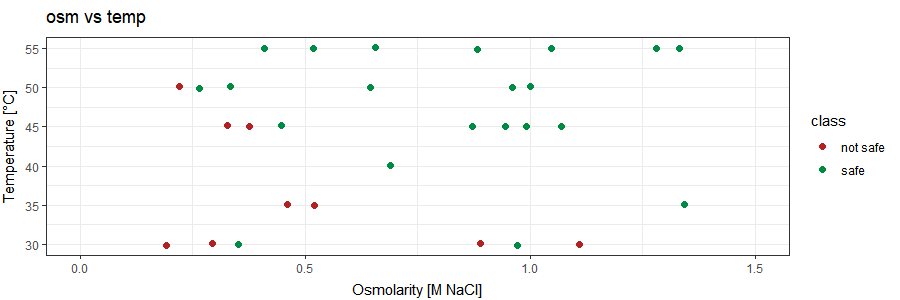 osm vs temp
55
50
45
40
35
30
Temperature [°C]
0.0
0.5
1.0
1.5
Osmolarity [M NaCl]
class
not safe
safe